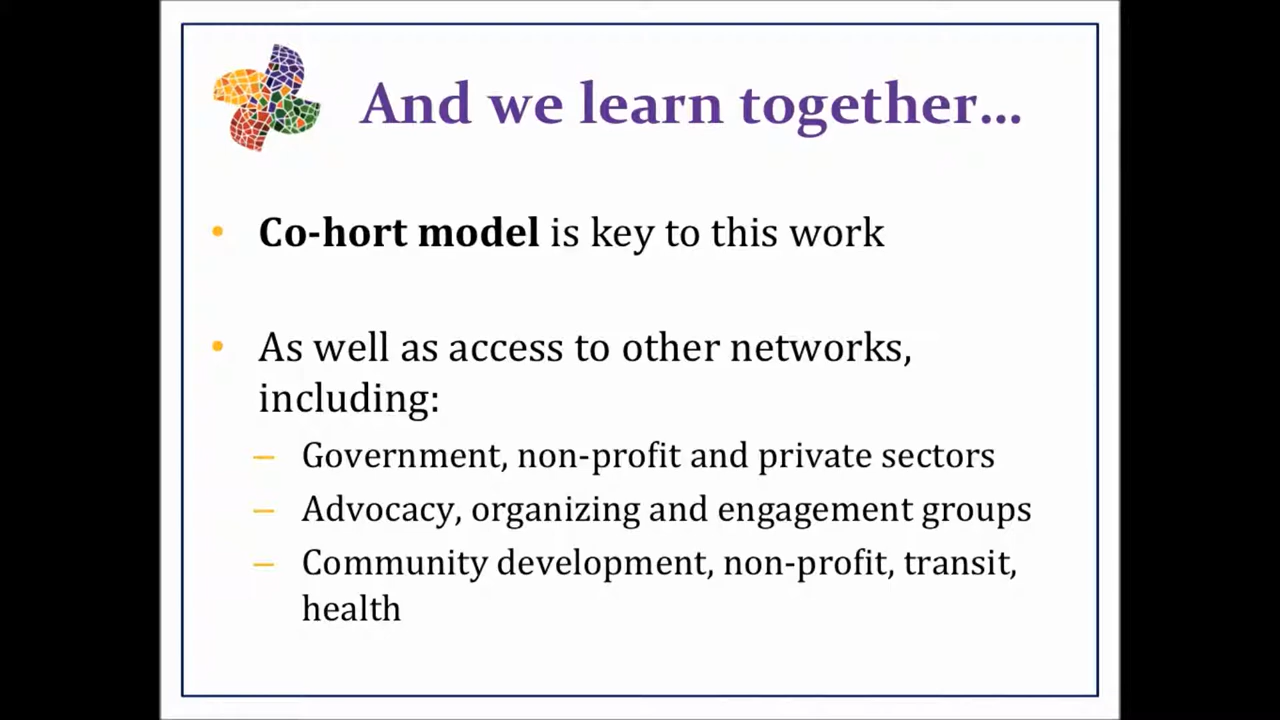 And we learn together...
• Co-hort model is key to this work
• As well as access to other networks,
including:
– Government, non-profit and private sectors
– Advocacy, organizing and engagement groups
– Community development, non-profit, transit,
health